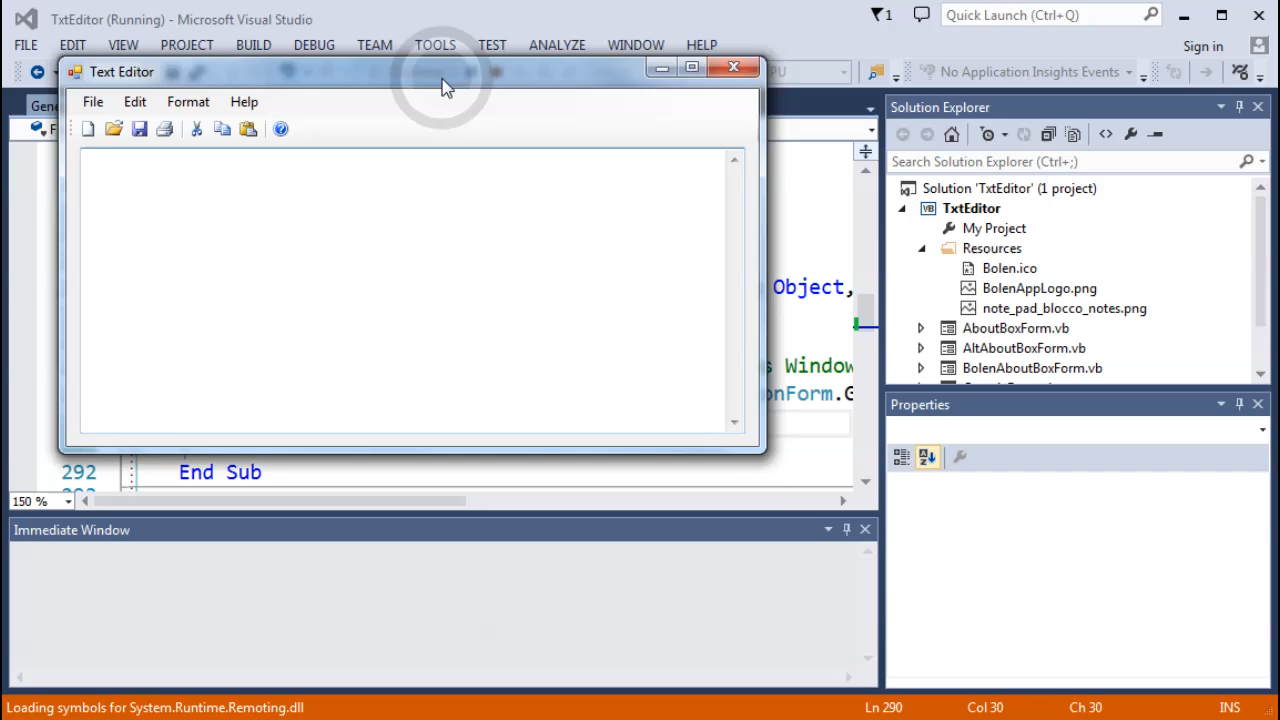 TxtEditor (Running) - Microsoft Visual Studio
1
Quick Launch (Ctrl+Q)
FILE EDIT VIEW PROJECT BUILD DEBUG TEAM TOOLS TEST ANALYZE WINDOW HELP
Sign in
No Application Insights Events
Text Editor
File Edit Format Help
Object,
Window
.G
292
End Sub
150 %
Solution Explorer
Search Solution Explorer (Ctrl+;)
Solution 'TxtEditor' (1 project)
VB TxtEditor
My Project
Resources
Bolen.ico
BolenAppLogo.png
note_pad_blocco_notes.png
AboutBoxForm.vb
AltAboutBoxForm.vb
BolenAboutBoxForm.vb
Properties
Immediate Window
Loading symbols for System.Runtime.Remoting.dll
Ln 290 Col 30 Ch 30 INS